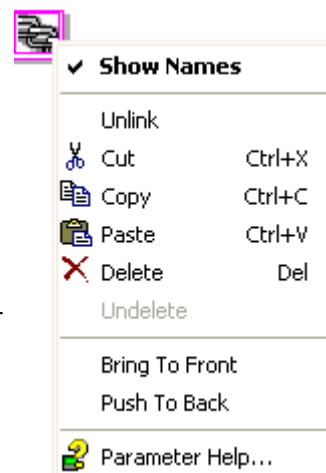 Show Names
Unlink
Cut Ctrl+X
Copy Ctrl+C
Paste Ctrl+V
Delete Del
Undelete
Bring To Front
Push To Back
Parameter Help...